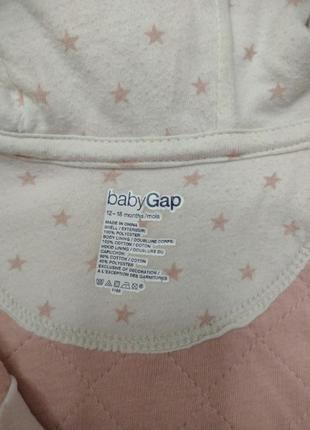 babyGap
12-18 months/mois
MADE IN CHINA
SHELL / EXTERIEUR
100% POLYESTER
BODY LINING / DOUBLURE CORPS:
100% COTTON / COTON
HOOD LINING / DOUBLURE DU
CAPUCHON:
60% COTTON / COTON
40% POLYESTER
EXCLUSIVE OF DECORATION /
A L'EXCEPTION DES GARNITURES